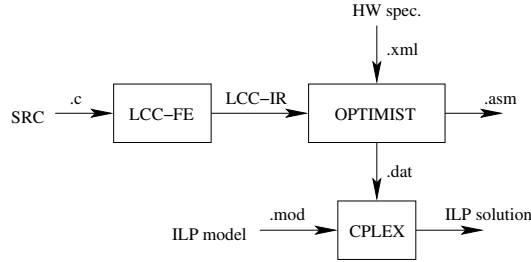 HW spec.
.xml
.c
LCC−IR
SRC
LCC−FE
OPTIMIST
.asm
.dat
.mod
ILP solution
ILP model
CPLEX